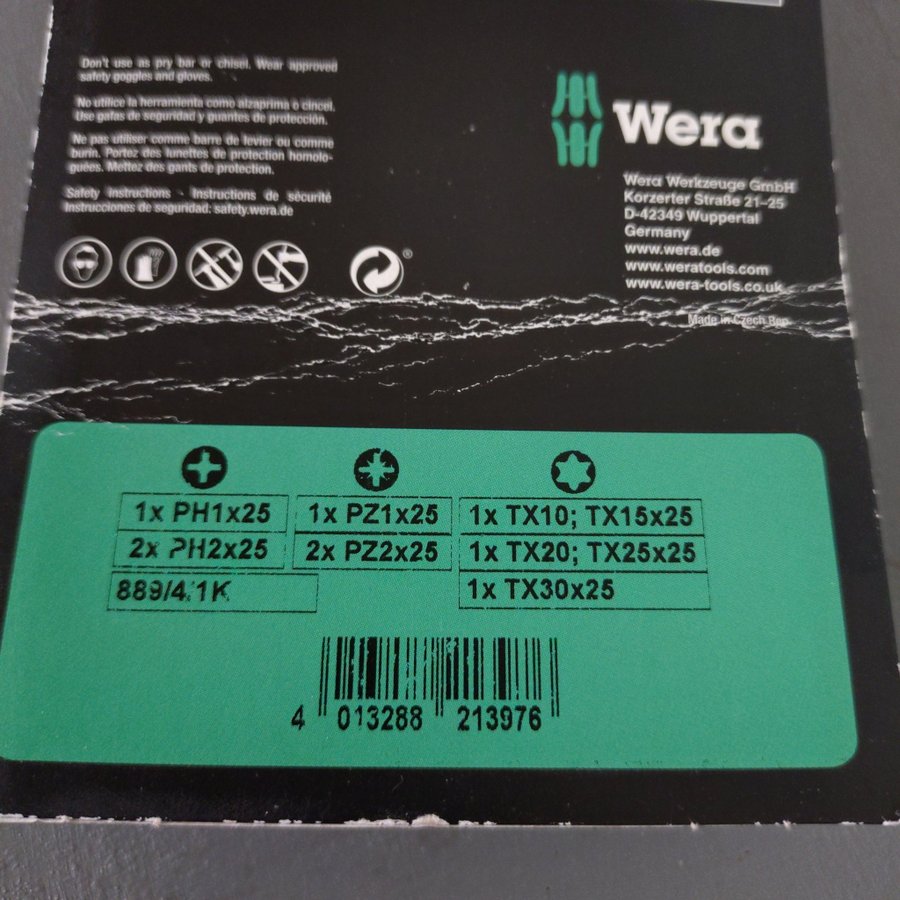 Don't use as pry bar or chisel. Wear approved
safety goggles and gloves.
No utilice la herramienta como alzaprima o cincel.
Use gafas de seguridad y guantes de protección.
Ne pas utiliser comme barre de levier ou comme
burin. Portez des lunettes de protection homolo-
guées. Mettez des gants de protection.
Safety Instructions - Instructions de sécurité
Instrucciones de seguridad: safety.wera.de
®
Wera
Wera Werkzeuge GmbH
Korzerter Straße 21–25
D-42349 Wuppertal
Germany
www.wera.de
www.weratools.com
www.wera-tools.co.uk
Made in Czech Rep.
1x PH1x25
2x PH2x25
889/4/1K
1x PZ1x25
2x PZ2x25
1x TX10; TX15x25
1x TX20; TX25x25
1x TX30x25
4 013288 213976